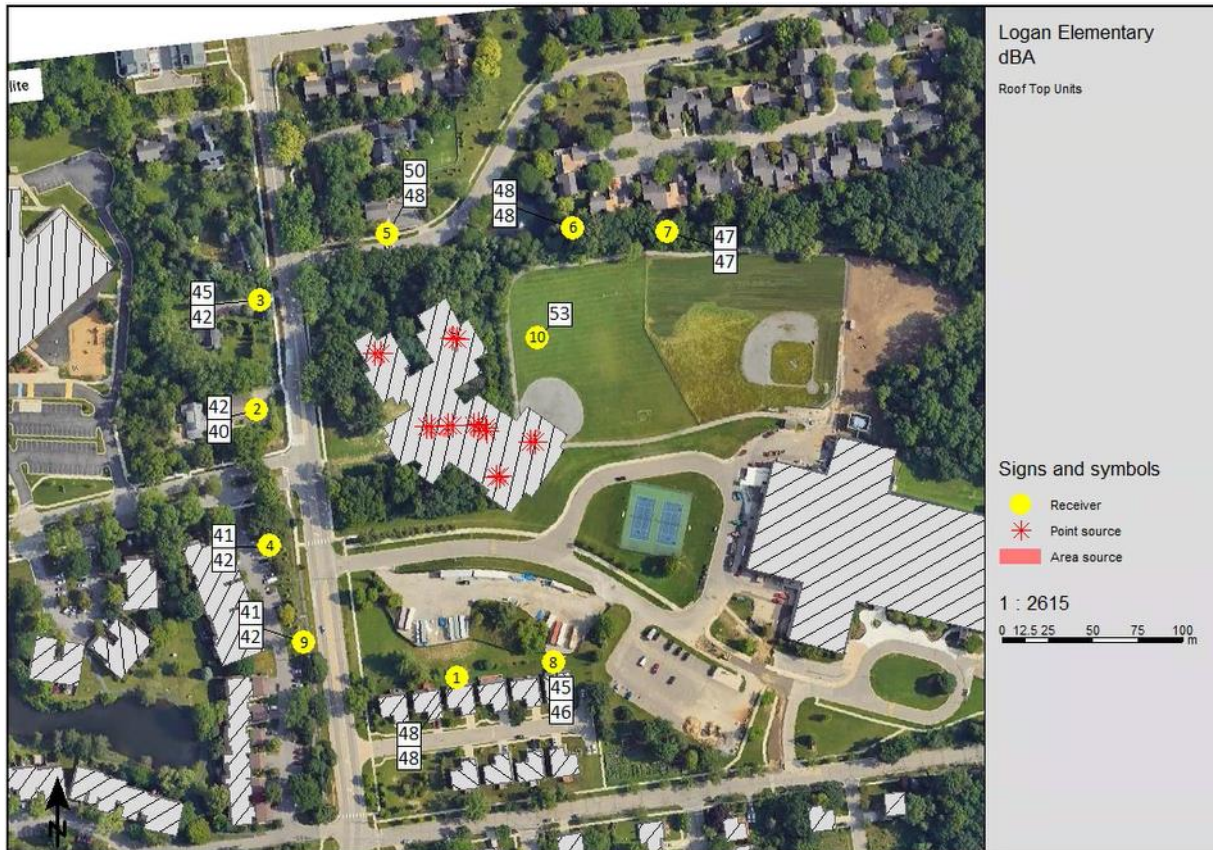 Logan Elementary
dBA
Roof Top Units
lite
50
48
5
48
48
6
7
47
47
45
42
3
53
10
42
40
2
41
42
4
41
42
9
1
8
45
46
48
48
N
Signs and symbols
Receiver
Point source
Area source
1 : 2615
0 12.5 25 50 75 100
m